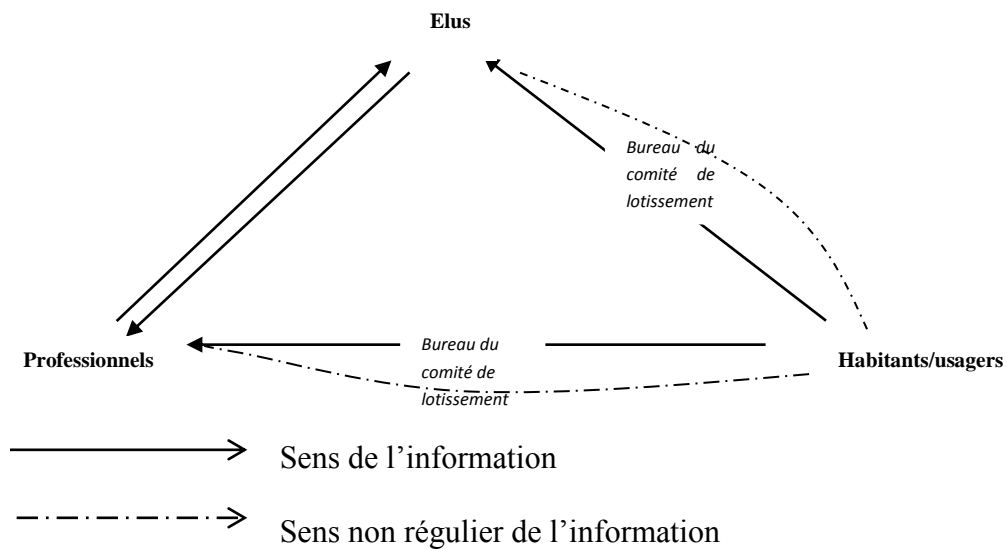 Elus
Bureau du
comité de
lotissement
Professionnels
Bureau du
comité de
lotissement
Habitants/usagers
Sens de l’information
Sens non régulier de l’information